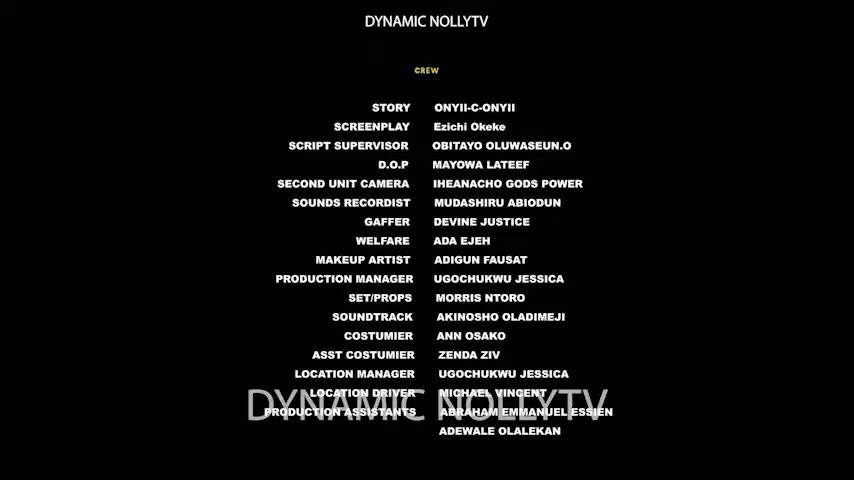 DYNAMIC NOLLYTV
CREW
STORY ONYII-C-ONYII
SCREENPLAY Ezichi Okeke
SCRIPT SUPERVISOR OBITAYO OLUWASEUN.O
D.O.P MAYOWA LATEEF
SECOND UNIT CAMERA IHEANACHO GODS POWER
SOUNDS RECORDIST MUDASHIRU ABIODUN
GAFFER DEVINE JUSTICE
WELFARE ADA EJEH
MAKEUP ARTIST ADIGUN FAUSAT
PRODUCTION MANAGER UGOCHUKWU JESSICA
SET/PROPS MORRIS NTORO
SOUNDTRACK AKINOSHO OLADIMEJI
COSTUMIER ANN OSAKO
ASST COSTUMIER ZENDA ZIV
LOCATION MANAGER UGOCHUKWU JESSICA
LOCATION DRIVER MICHAEL VINCENT
DYNAMIC NOLLYTV
PRODUCTION ASSISTANTS ABRAHAM EMMANUEL ESSIEN
ADEWALE OLALEKAN